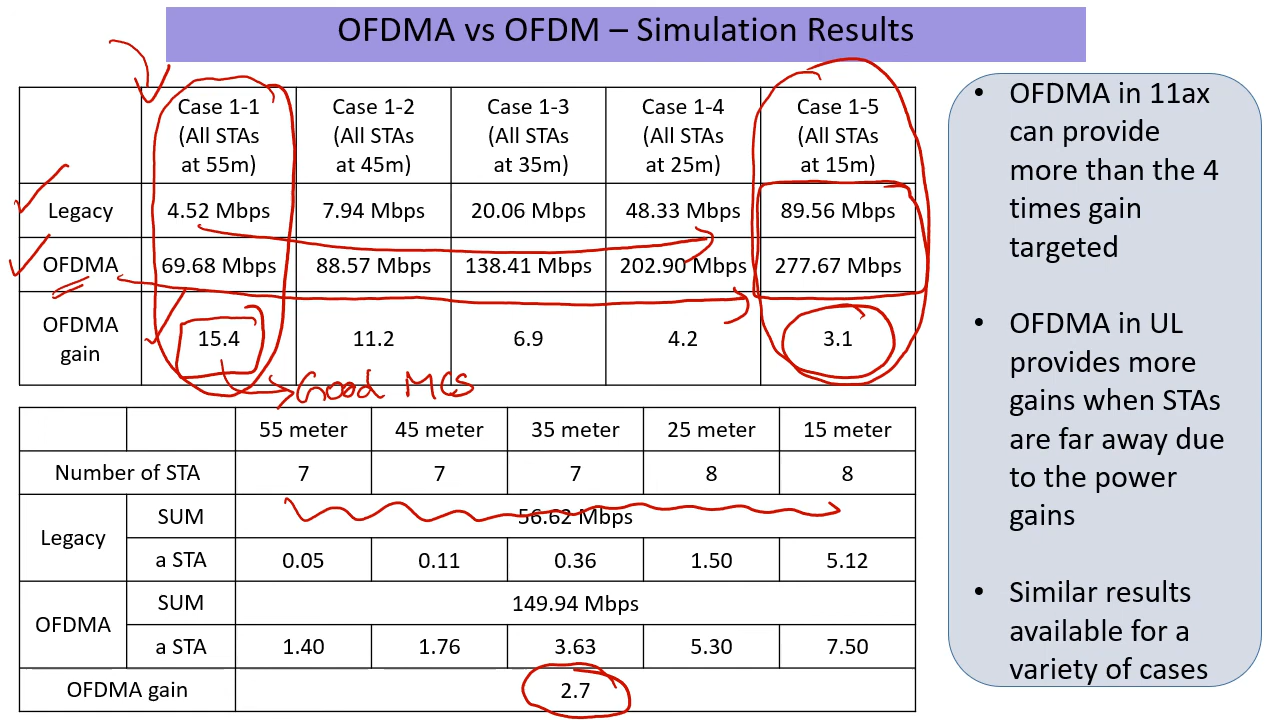 OFDMA vs OFDM – Simulation Results
Case 1-1 (All STAs at 55m) Case 1-2 (All STAs at 45m) Case 1-3 (All STAs at 35m) Case 1-4 (All STAs at 25m) Case 1-5 (All STAs at 15m)
Legacy 4.52 Mbps 7.94 Mbps 20.06 Mbps 48.33 Mbps 89.56 Mbps
OFDMA 69.68 Mbps 88.57 Mbps 138.41 Mbps 202.90 Mbps 277.67 Mbps
OFDMA gain 15.4 11.2 6.9 4.2 3.1
Good MCS
55 meter 45 meter 35 meter 25 meter 15 meter
Number of STA 7 7 7 8 8
Legacy SUM 56.62 Mbps
a STA 0.05 0.11 0.36 1.50 5.12
OFDMA SUM 149.94 Mbps
a STA 1.40 1.76 3.63 5.30 7.50
OFDMA gain 2.7
• OFDMA in 11ax
can provide
more than the 4
times gain
targeted
• OFDMA in UL
provides more
gains when STAs
are far away due
to the power
gains
• Similar results
available for a
variety of cases